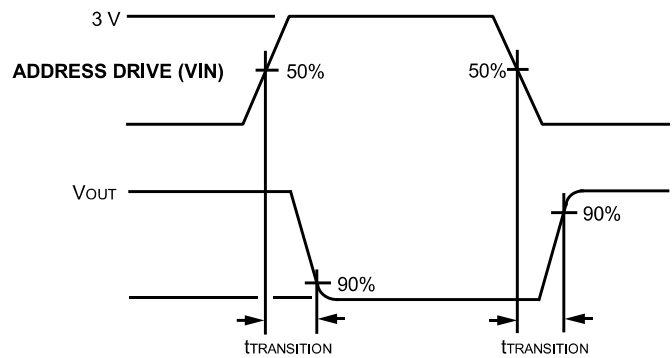 3 V
ADDRESS DRIVE (VIN)
50%
50%
VOUT
90%
90%
tTRANSITION
tTRANSITION